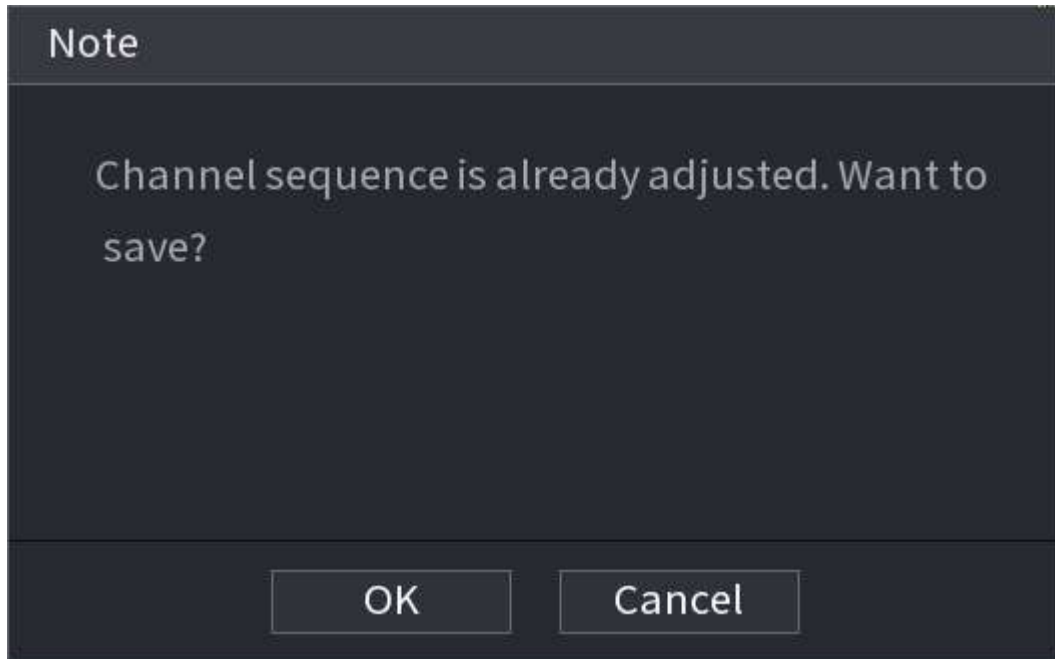 Note
Channel sequence is already adjusted. Want to
save?
OK
Cancel